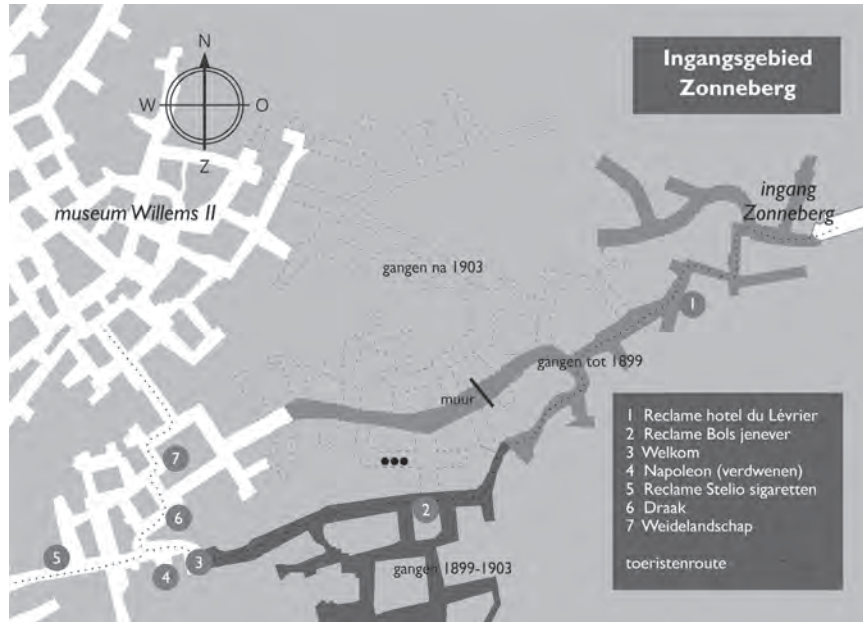 Ingangsgebied
Zonneberg
N
W
O
Z
museum Willems II
ingang
Zonneberg
gangen na 1903
1
gangen tot 1899
muur
7
2
6
5
4
3
gangen 1899-1903
1 Reclame hotel du Lévrier
2 Reclame Bols jenever
3 Welkom
4 Napoleon (verdwenen)
5 Reclame Stelio sigaretten
6 Draak
7 Weidelandschap
toeristenroute